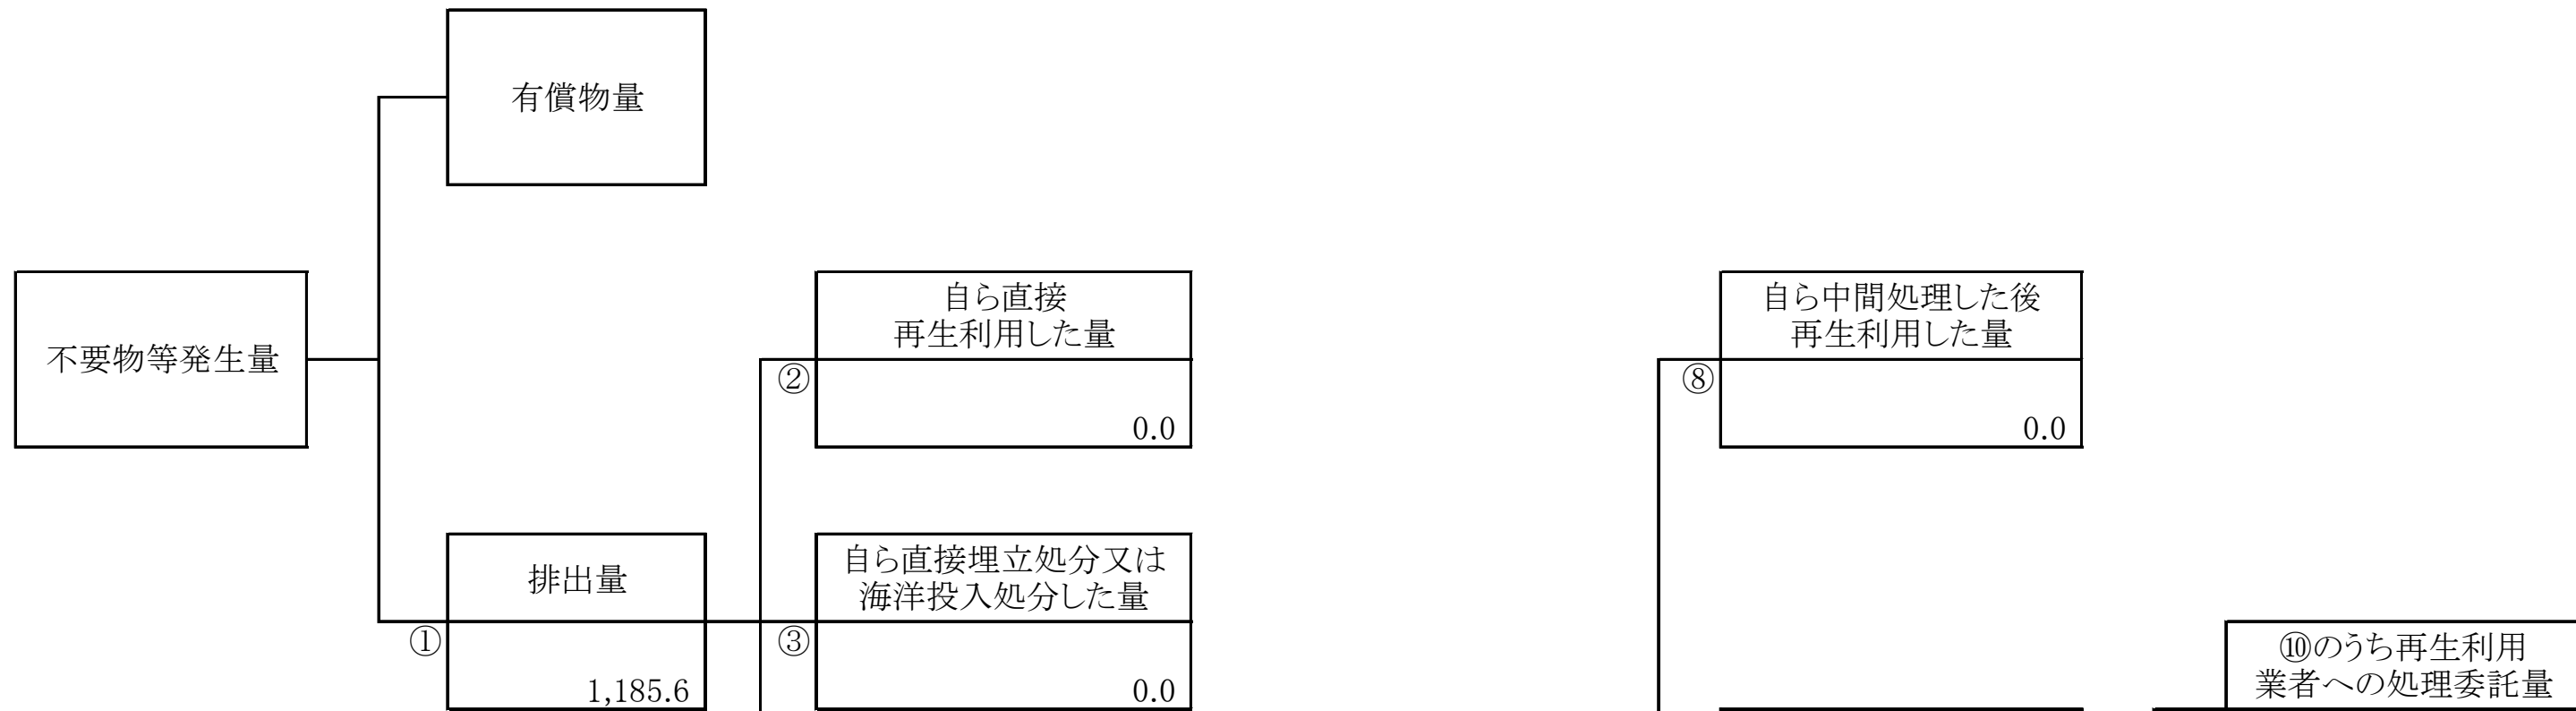 有償物量
不要物等発生量
自ら直接
再生利用した量
②
0.0
自ら中間処理した後
再生利用した量
⑧
0.0
排出量
①
1,185.6
自ら直接埋立処分又は
海洋投入処分した量
③
0.0
⑩のうち再生利用
業者への処理委託量